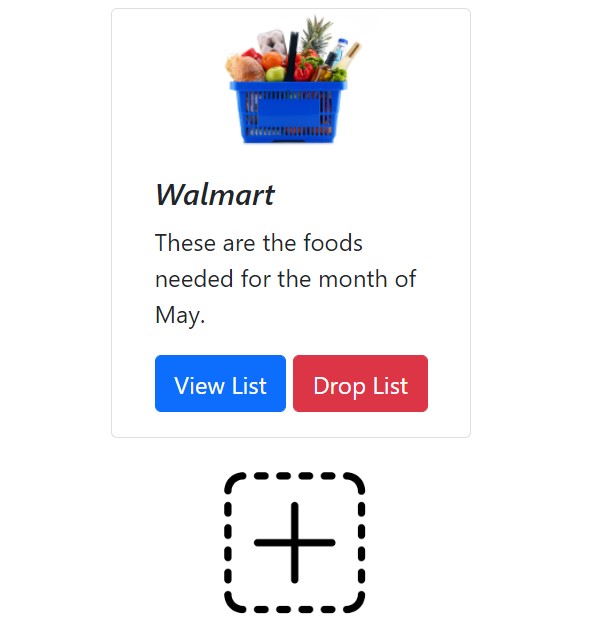 Walmart
These are the foods
needed for the month of
May.
View List
Drop List